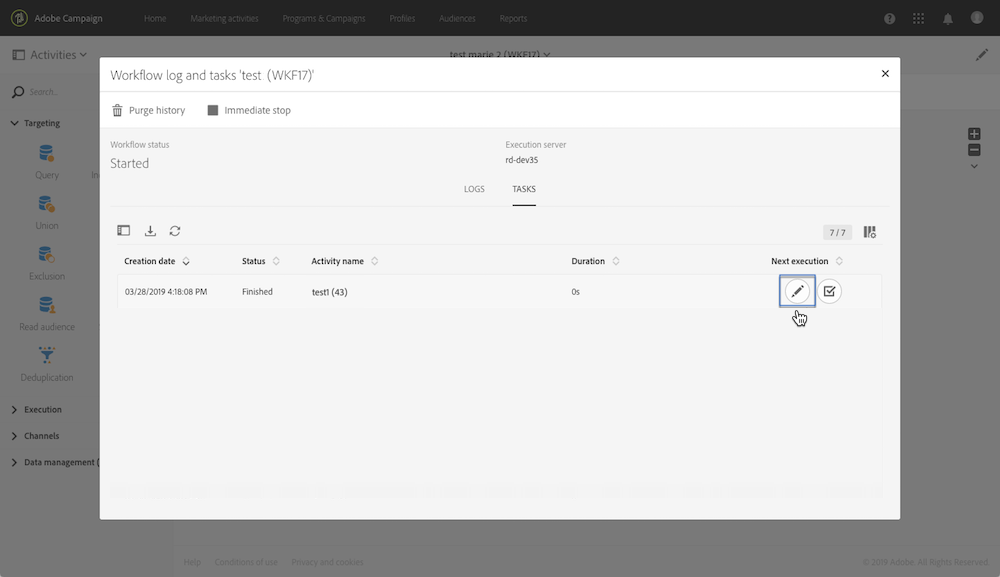 Adobe Campaign Home Marketing activities Programs & Campaigns Profiles Audiences Reports
Activities test marie 2 (WKF17)
Workflow log and tasks 'test (WKF17)'
Search..
Purge history Immediate stop
Targeting
Workflow status Execution server
Started rd-dev35
Query
LOGS TASKS
Union
7 / 7
Creation date Status Activity name Duration Next execution
Exclusion
03/28/2019 4:18:08 PM Finished test1 (43) 0s
Read audience
Deduplication
Execution
Channels
Data management (
Help Conditions of use Privacy and cookies © 2019 Adobe. All Rights Reserved.